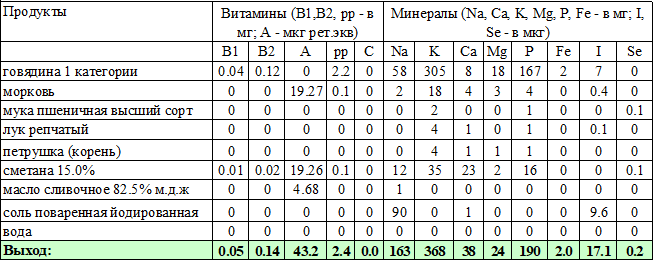 Продукты Витамины (B1,B2, pp - в мг; A - мкг рет.экв) Минералы (Na, Ca, K, Mg, P, Fe - в мг; I, Se - в мкг)
B1 B2 A pp C Na K Ca Mg P Fe I Se
говядина 1 категории 0.04 0.12 0 2.2 0 58 305 8 18 167 2 7 0
морковь 0 0 19.27 0.1 0 2 18 4 3 4 0 0.4 0
мука пшеничная высший сорт 0 0 0 0 0 0 2 0 0 1 0 0 0.1
лук репчатый 0 0 0 0 0 0 4 1 0 1 0 0.1 0
петрушка (корень) 0 0 0 0 0 0 4 1 1 1 0 0 0
сметана 15.0% 0.01 0.02 19.26 0.1 0 12 35 23 2 16 0 0 0.1
масло сливочное 82.5% м.д.ж 0 0 4.68 0 0 1 0 0 0 0 0 0 0
соль поваренная йодированная 0 0 0 0 0 90 0 1 0 0 0 9.6 0
вода 0 0 0 0 0 0 0 0 0 0 0 0 0
Выход: 0.05 0.14 43.2 2.4 0.0 163 368 38 24 190 2.0 17.1 0.2